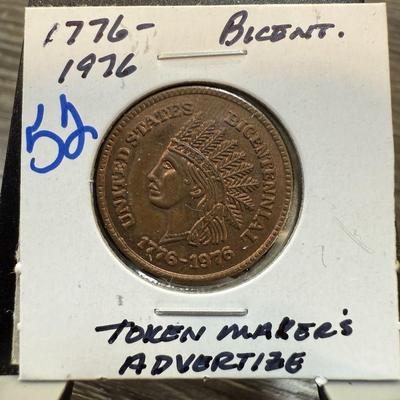 1776-
1976
BICENT.
52
UNITED STATES BICENTENNIAL
1776-1976
TOKEN MAKER'S
ADVERTIZE